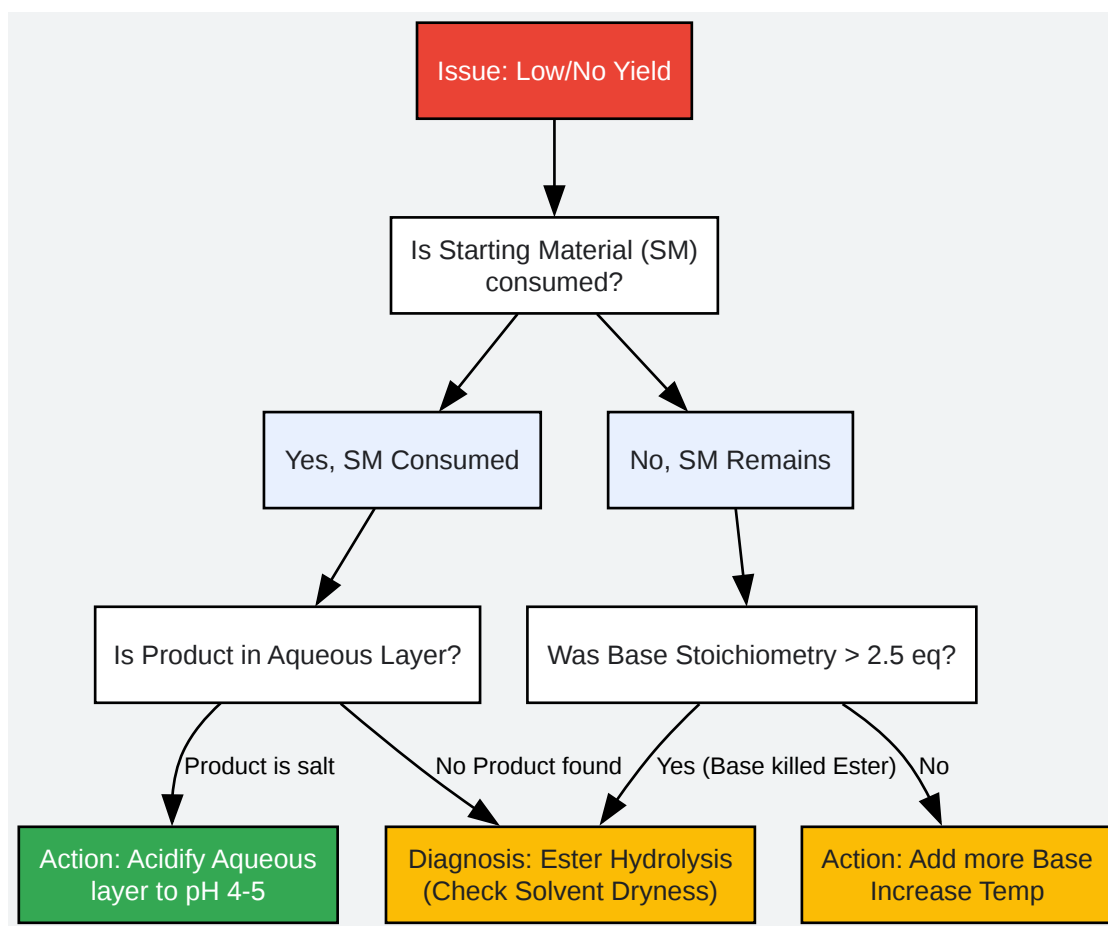 Issue: Low/No Yield
Is Starting Material (SM)
consumed?
Yes, SM Consumed
No, SM Remains
Is Product in Aqueous Layer?
Was Base Stoichiometry > 2.5 eq?
Product is salt
No Product found
Yes (Base killed Ester)
No
Action: Acidify Aqueous
layer to pH 4-5
Diagnosis: Ester Hydrolysis
(Check Solvent Dryness)
Action: Add more Base
Increase Temp